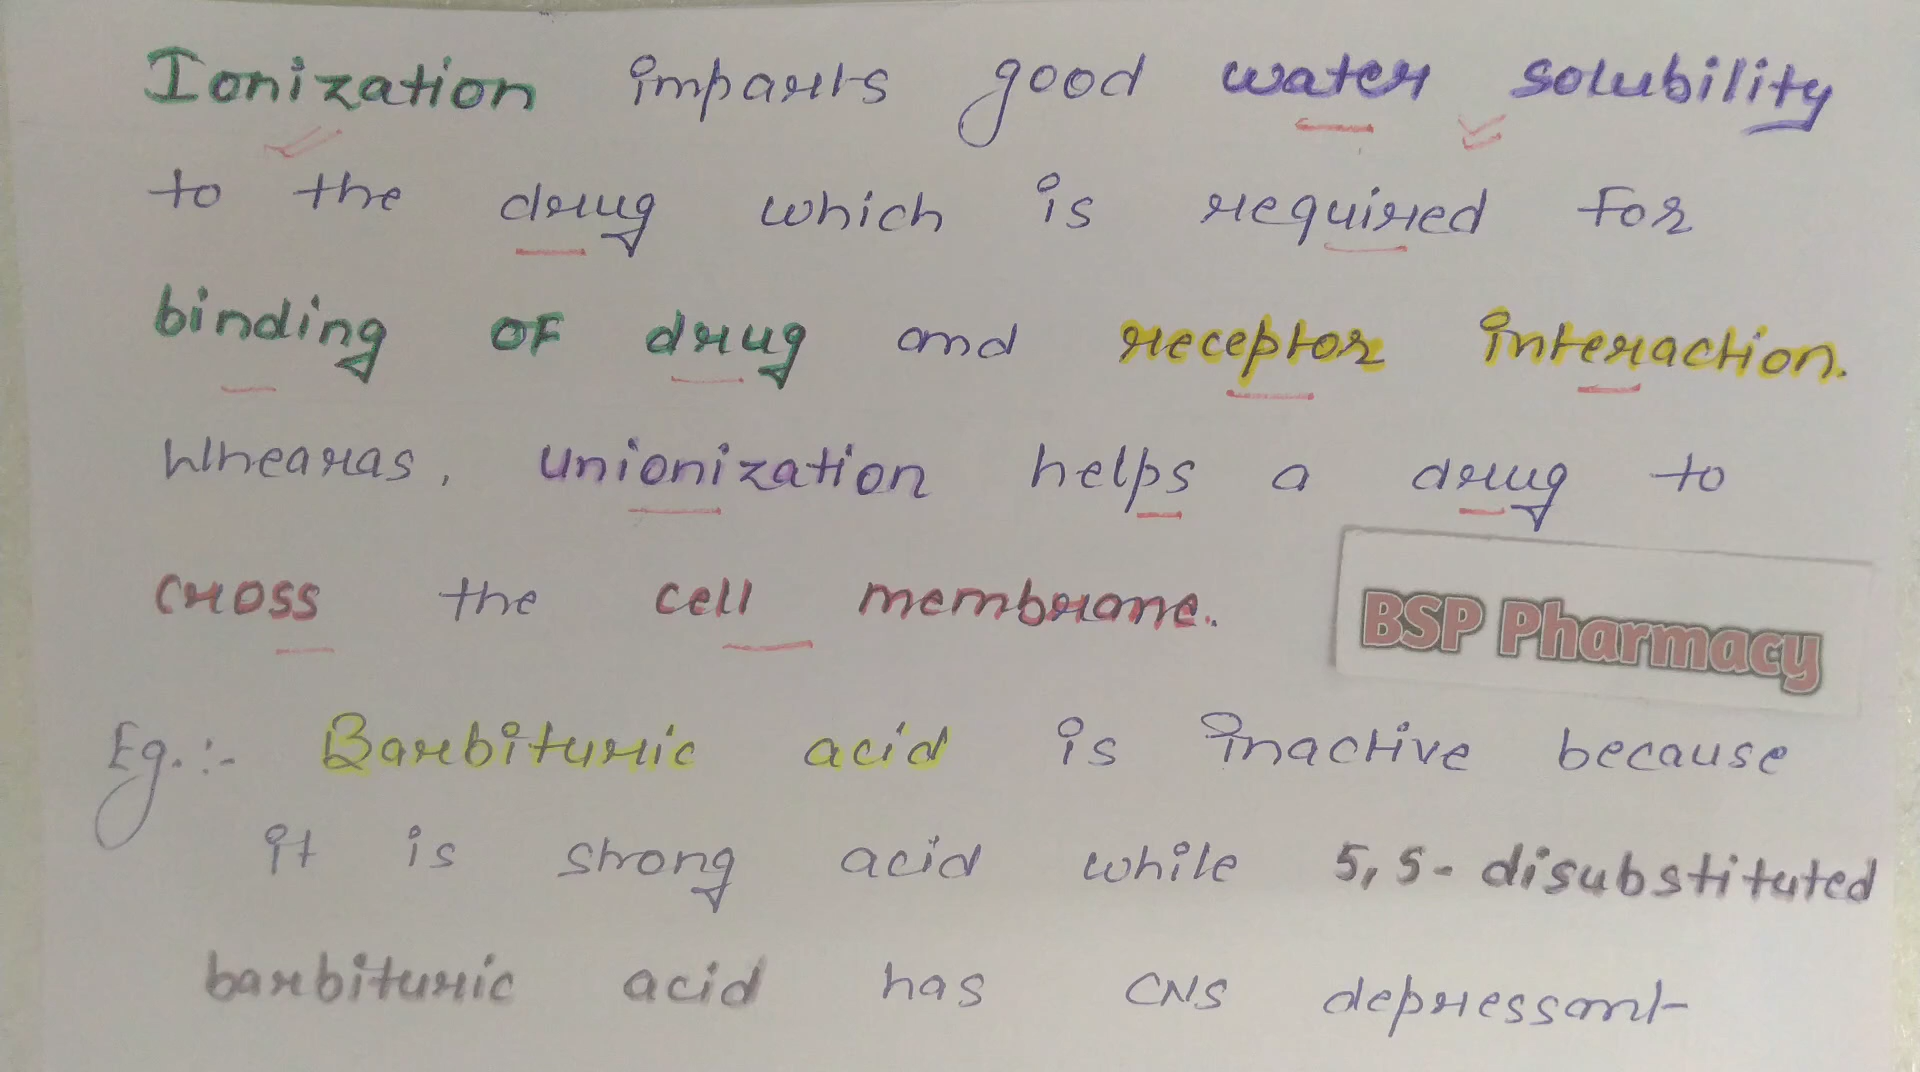 Ionization imparts good water solubility
to the drug which is required for
binding of drug and receptor interaction.
Whearas, unionization helps a drug to
cross the cell membrane.
BSP Pharmacy
Eg.:- Barbituric acid is inactive because
it is strong acid while 5,5-disubstituted
barbituric acid has CNS depressant